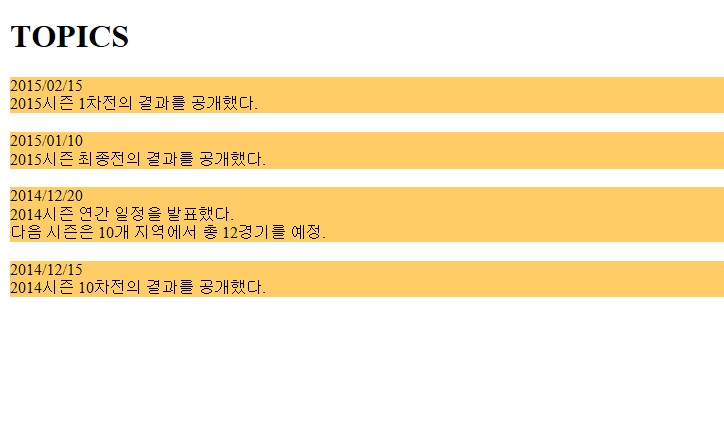 TOPICS
2015/02/15
2015시즌 1차전의 결과를 공개했다.
2015/01/10
2015시즌 최종전의 결과를 공개했다.
2014/12/20
2014시즌 연간 일정을 발표했다.
다음 시즌은 10개 지역에서 총 12경기를 예정.
2014/12/15
2014시즌 10차전의 결과를 공개했다.